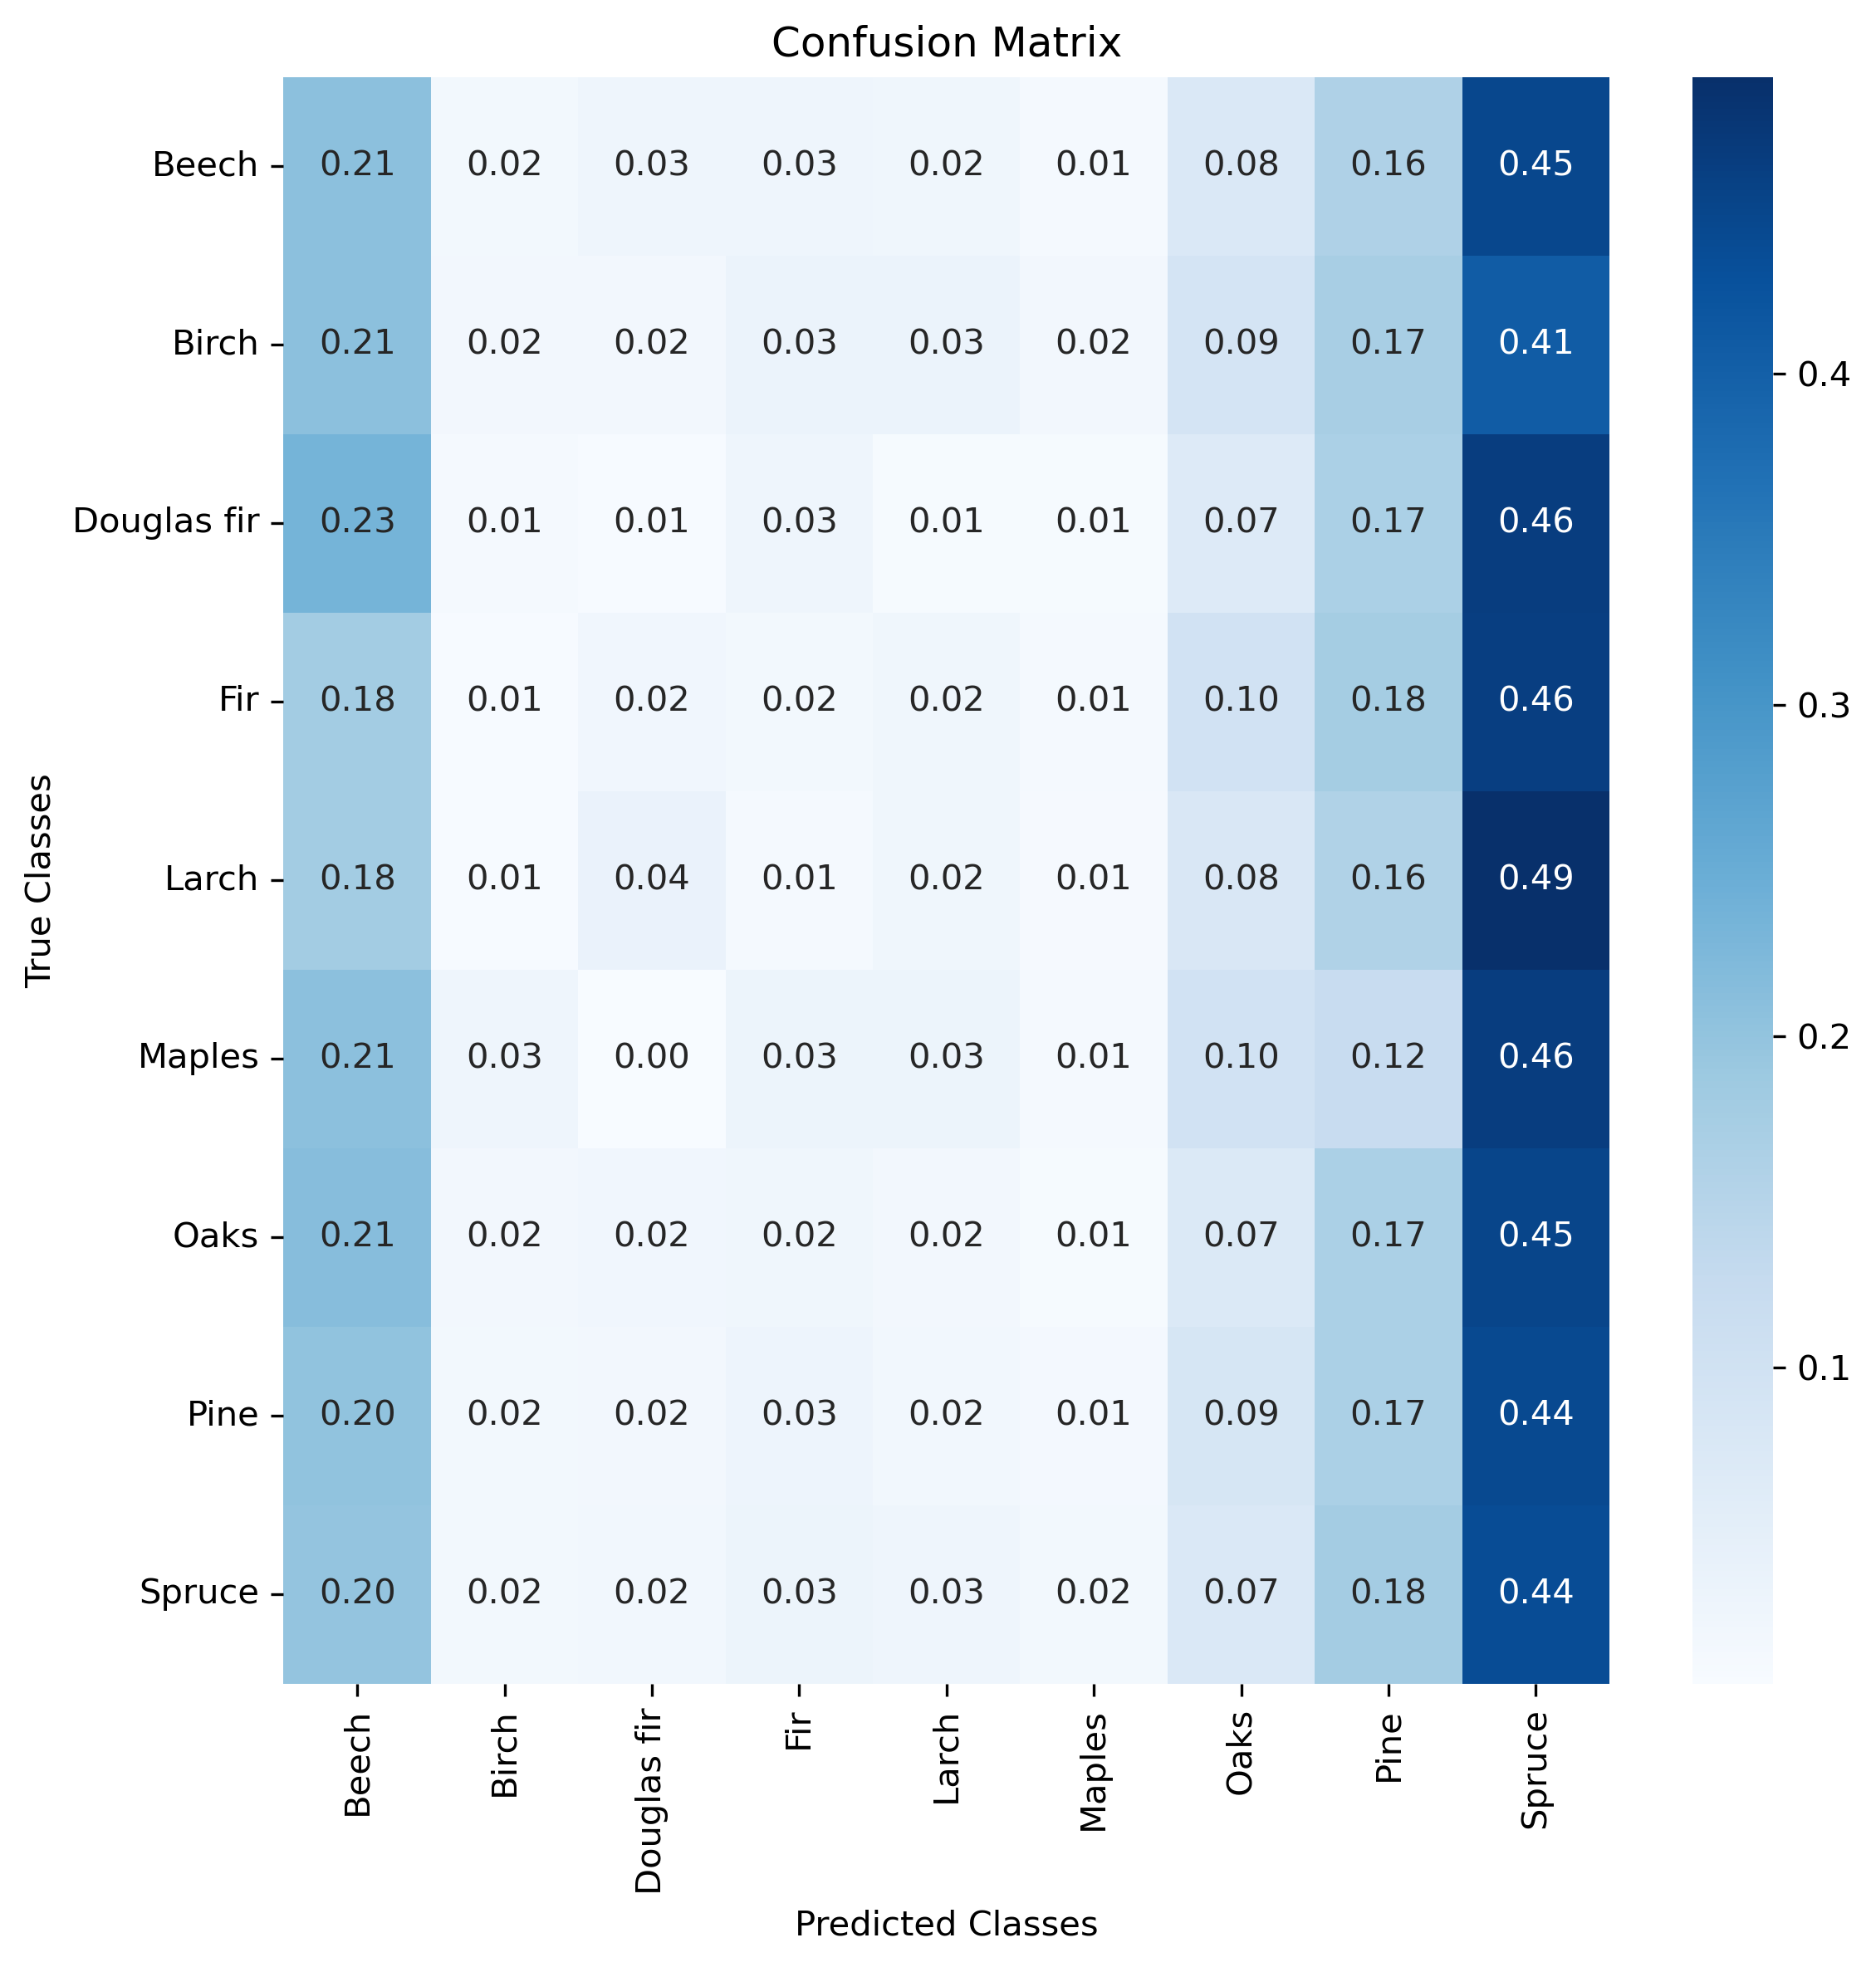 Confusion Matrix
True Classes
Beech 0.21 0.02 0.03 0.03 0.02 0.01 0.08 0.16 0.45
Birch 0.21 0.02 0.02 0.03 0.03 0.02 0.09 0.17 0.41
Douglas fir 0.23 0.01 0.01 0.03 0.01 0.01 0.07 0.17 0.46
Fir 0.18 0.01 0.02 0.02 0.02 0.01 0.10 0.18 0.46
Larch 0.18 0.01 0.04 0.01 0.02 0.01 0.08 0.16 0.49
Maples 0.21 0.03 0.00 0.03 0.03 0.01 0.10 0.12 0.46
Oaks 0.21 0.02 0.02 0.02 0.02 0.01 0.07 0.17 0.45
Pine 0.20 0.02 0.02 0.03 0.02 0.01 0.09 0.17 0.44
Spruce 0.20 0.02 0.02 0.03 0.03 0.02 0.07 0.18 0.44
Beech Birch Douglas fir Fir Larch Maples Oaks Pine Spruce
Predicted Classes
0.4
0.3
0.2
0.1